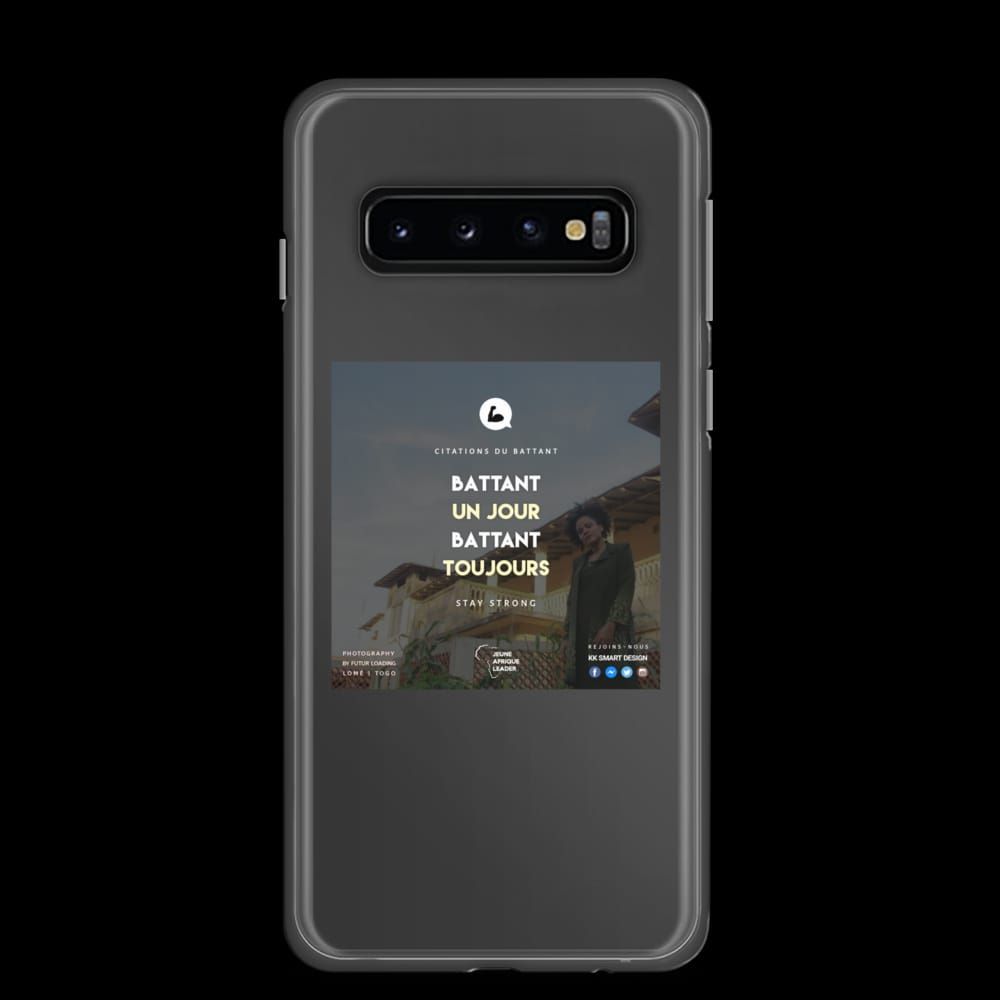 CITATIONS DU BATTANT
BATTANT
UN JOUR
BATTANT
TOUJOURS
STAY STRONG
PHOTOGRAPHY
BY FUTUR LOADING
LOMÉ | TOGO
JEUNE
AFRIQUE
LEADER
REJOINS-NOUS
KK SMART DESIGN